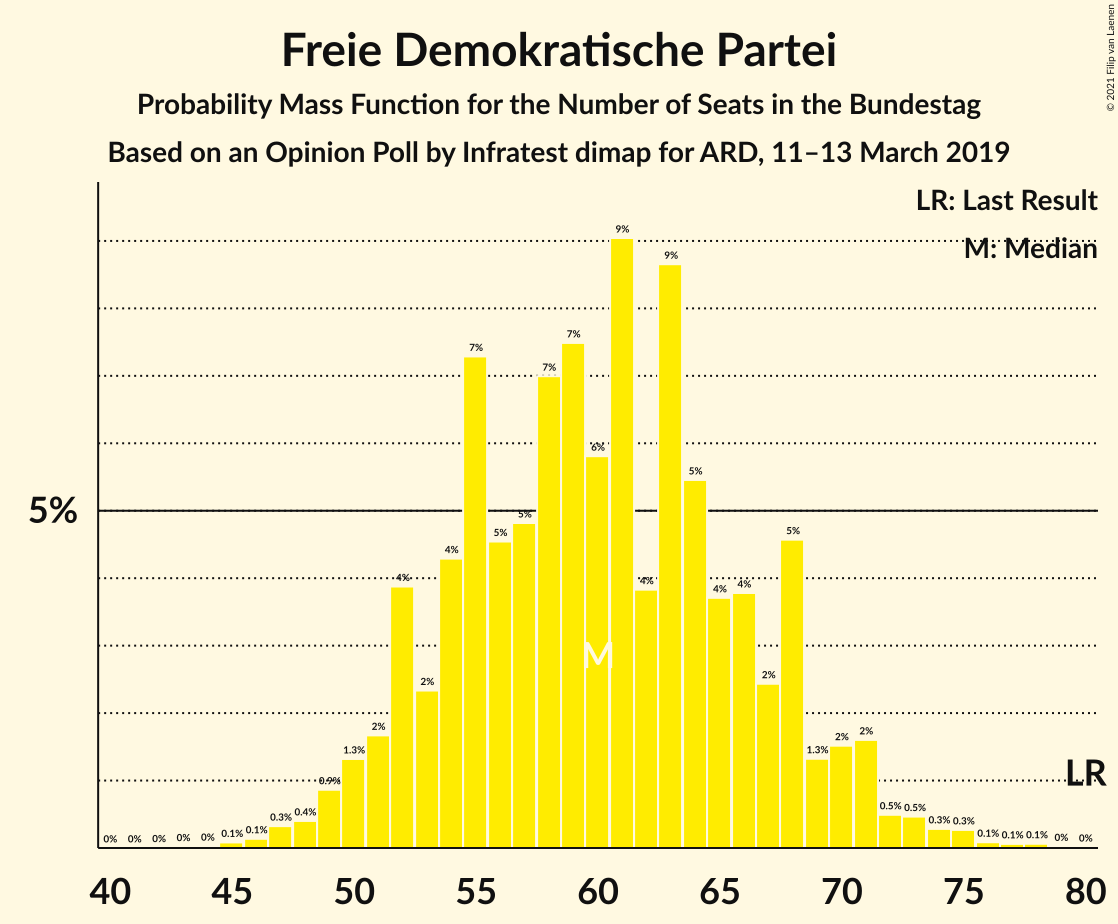 Freie Demokratische Partei
Probability Mass Function for the Number of Seats in the Bundestag
Based on an Opinion Poll by Infratest dimap for ARD, 11–13 March 2019
© 2021 Filip van Laenen
LR: Last Result
M: Median
5%
0% 0% 0% 0% 0% 0.1% 0.1% 0.3% 0.4% 0.9% 1.3% 2% 4% 2% 4% 7% 5% 5% 7% 7% 6% 9% 4% 9% 5% 4% 4% 2% 5% 1.3% 2% 2% 0.5% 0.5% 0.3% 0.3% 0.1% 0.1% 0.1% 0% 0%
M
LR
40 45 50 55 60 65 70 75 80